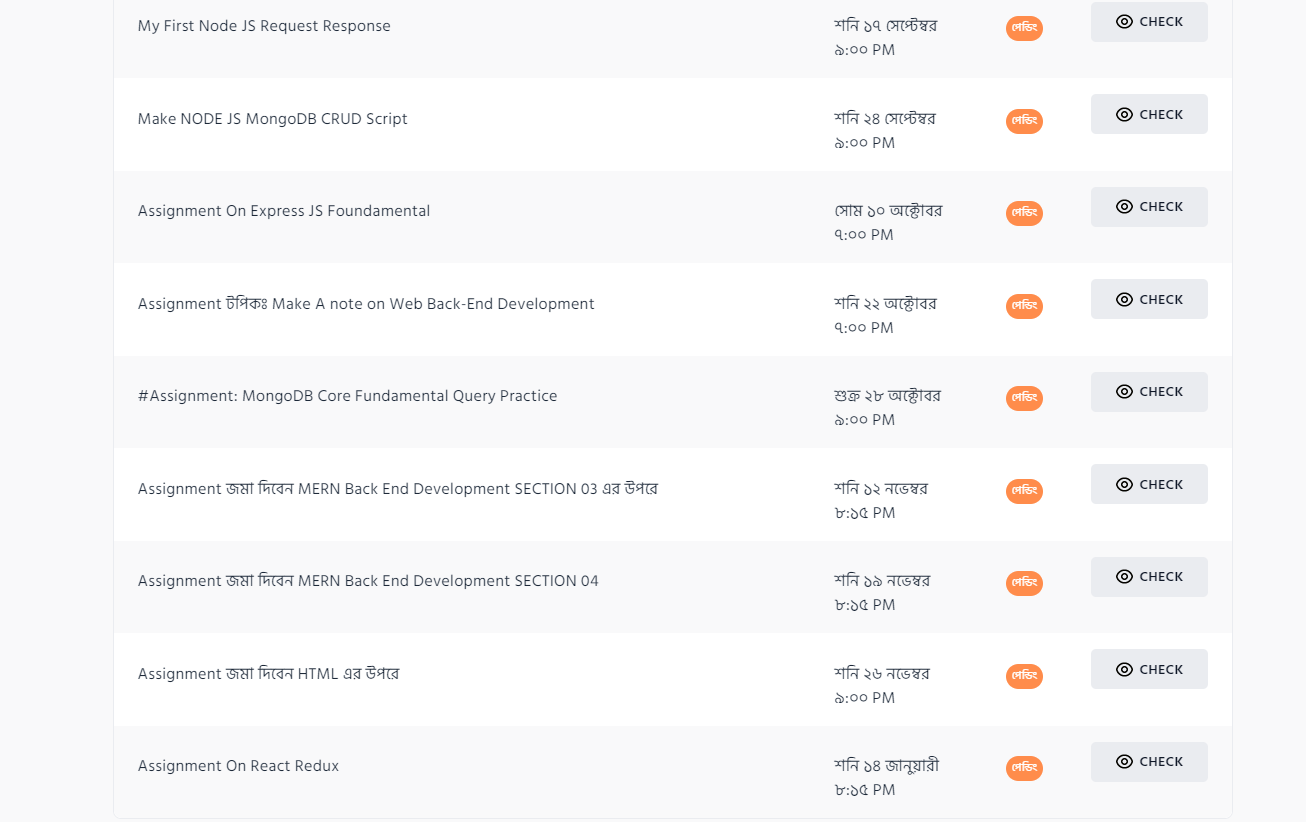 My First Node JS Request Response
শনি ১৭ সেপ্টেম্বর
৯:০০ PM
পেন্ডিং
CHECK
Make NODE JS MongoDB CRUD Script
শনি ২৪ সেপ্টেম্বর
৯:০০ PM
পেন্ডিং
CHECK
Assignment On Express JS Foundamental
সোম ১০ অক্টোবর
৭:০০ PM
পেন্ডিং
CHECK
Assignment টপিকঃ Make A note on Web Back-End Development
শনি ২২ অক্টোবর
৭:০০ PM
পেন্ডিং
CHECK
#Assignment: MongoDB Core Fundamental Query Practice
শুক্র ২৮ অক্টোবর
৯:০০ PM
পেন্ডিং
CHECK
Assignment জমা দিবেন MERN Back End Development SECTION 03 এর উপরে
শনি ১২ নভেম্বর
৮:১৫ PM
পেন্ডিং
CHECK
Assignment জমা দিবেন MERN Back End Development SECTION 04
শনি ১৯ নভেম্বর
৮:১৫ PM
পেন্ডিং
CHECK
Assignment জমা দিবেন HTML এর উপরে
শনি ২৬ নভেম্বর
৯:০০ PM
পেন্ডিং
CHECK
Assignment On React Redux
শনি ১৪ জানুয়ারী
৮:১৫ PM
পেন্ডিং
CHECK